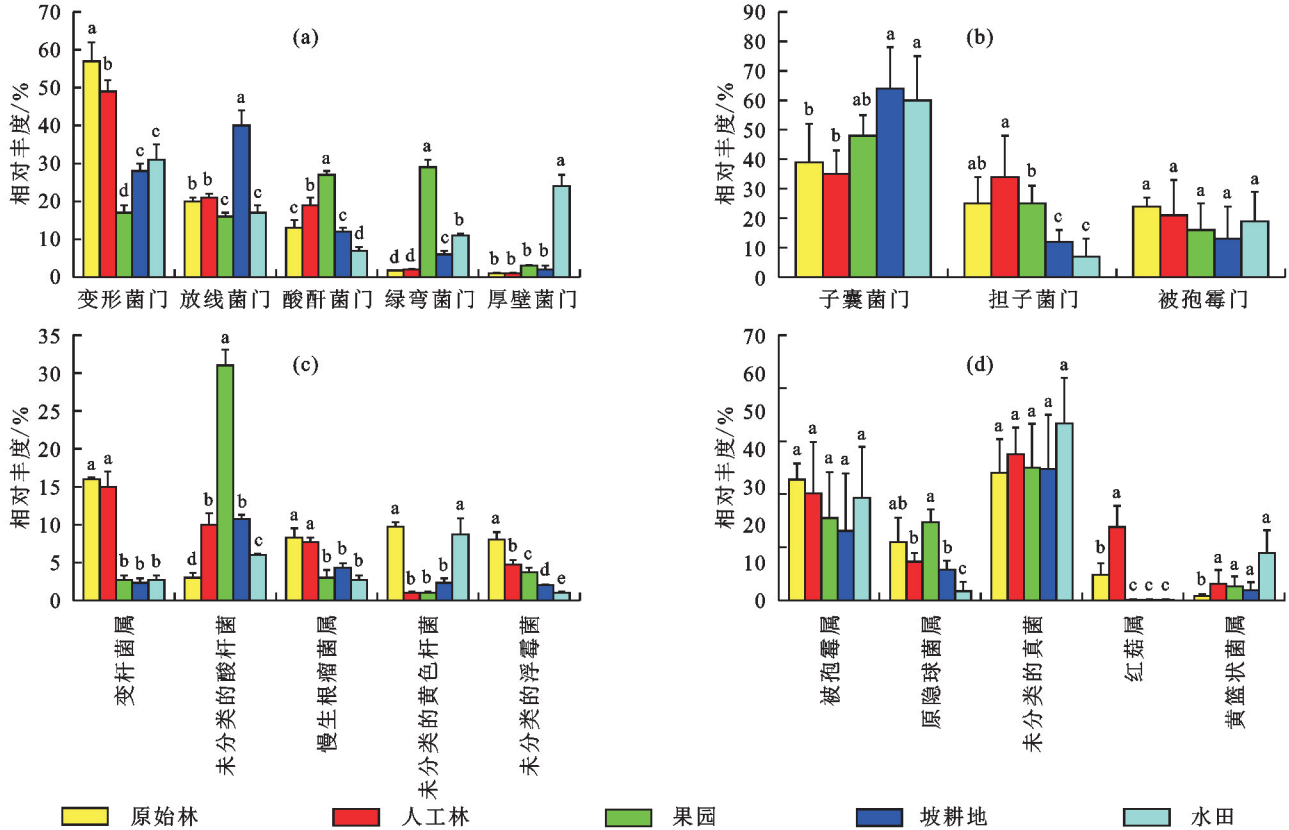 (a)
相对丰度/%
70
60
50
40
30
20
10
0
a b d c c
b b c a c
c b a c d
d d a c b
b b b b a
变形菌门 放线菌门 酸酐菌门 绿弯菌门 厚壁菌门
(b)
相对丰度/%
90
80
70
60
50
40
30
20
10
0
b b ab a a
ab a b c c
a a a a a
子囊菌门 担子菌门 被孢霉门
(c)
相对丰度/%
35
30
25
20
15
10
5
0
a a b b b
d b a b c
a a b b b
a b b b a
a b c d e
变杆菌属
未分类的酸杆菌
慢生根瘤菌属
未分类的黄色杆菌
未分类的浮霉菌
(d)
相对丰度/%
70
60
50
40
30
20
10
0
a a a a a
ab b a b c
a a a a a
b a c c c
b a a a a
被孢霉属
原隐球菌属
未分类的真菌
红菇属
黄篮状菌属
原始林 人工林 果园 坡耕地 水田